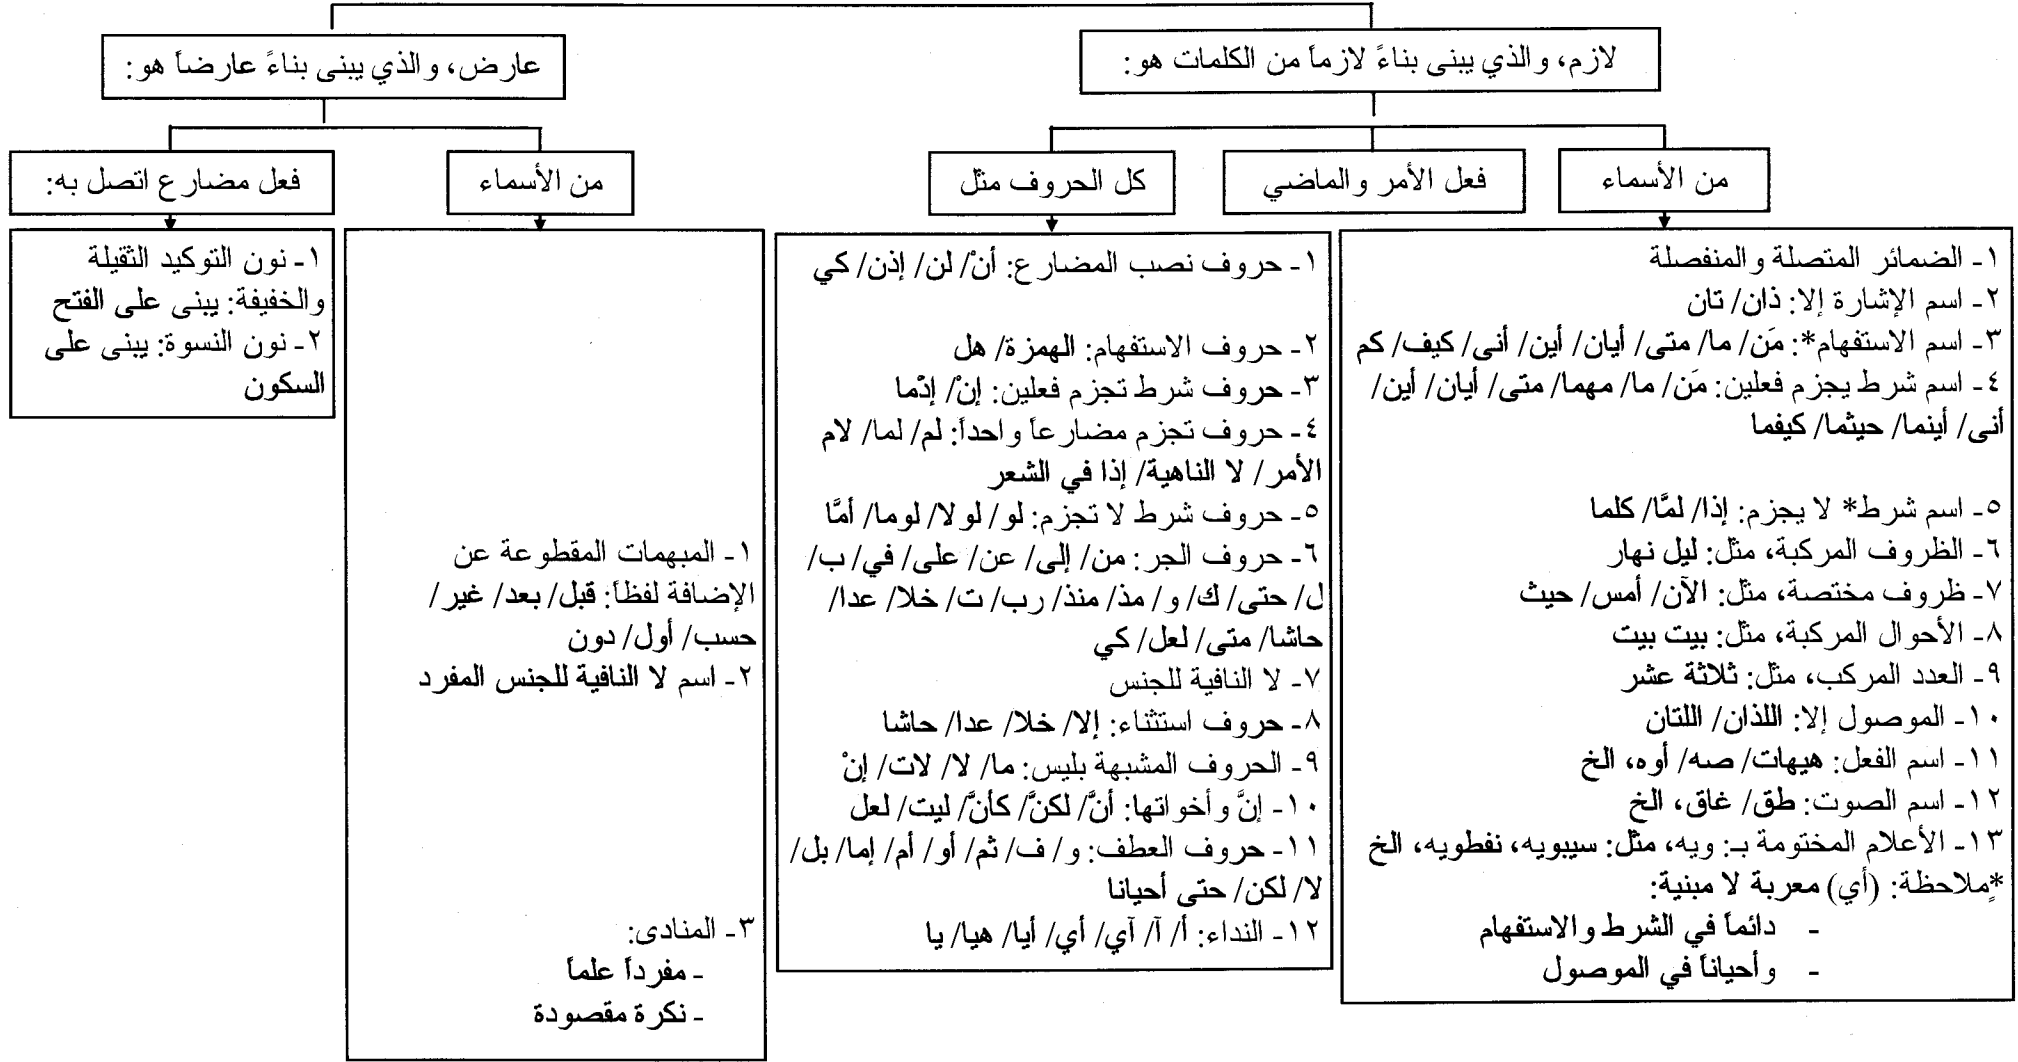 لازم، والذي يبنى بناءً لازماً من الكلمات هو:
عارض، والذي يبنى بناءً عارضاً هو:
من الأسماء
فعل الأمر والماضي
كل الحروف مثل
من الأسماء
فعل مضارع اتصل به:
١- الضمائر المتصلة والمنفصلة
٢- اسم الإشارة إلا: ذان/ تان
٣- اسم الاستفهام*: مَن/ ما/ متى/ أيان/ أين/ أنى/ كيف/ كم
٤- اسم شرط يجزم فعلين: مَن/ ما/ مهما/ متى/ أيان/ أين/
أنى/ أينما/ حيثما/ كيفما
٥- اسم شرط* لا يجزم: إذا/ لمَّا/ كلما
٦- الظروف المركبة، مثل: ليل نهار
٧- ظروف مختصة، مثل: الآن/ أمس/ حيث
٨- الأحوال المركبة، مثل: بيت بيت
٩- العدد المركب، مثل: ثلاثة عشر
١٠- الموصول إلا: اللذان/ اللتان
١١- اسم الفعل: هيهات/ صه/ أوه، الخ
١٢- اسم الصوت: طق/ غاق، الخ
١٣- الأعلام المختومة بـ: ويه، مثل: سيبويه، نفطويه، الخ
*ملاحظة: (أيٍ) معربة لا مبنية:
- دائماً في الشرط والاستفهام
- وأحياناً في الموصول
١- حروف نصب المضارع: أنْ/ لن/ إذن/ كي
٢- حروف الاستفهام: الهمزة/ هل
٣- حروف شرط تجزم فعلين: إنْ/ إذْما
٤- حروف تجزم مضارعاً واحداً: لم/ لما/ لام
الأمر/ لا الناهية/ إذا في الشعر
٥- حروف شرط لا تجزم: لو/ لولا/ لوما/ أمَّا
٦- حروف الجر: من/ إلى/ عن/ على/ في/ ب/
ل/ حتى/ ك/ و/ مذ/ منذ/ رب/ ت/ خلا/ عدا/
حاشا/ متى/ لعل/ كي
٧- لا النافية للجنس
٨- حروف استثناء: إلا/ خلا/ عدا/ حاشا
٩- الحروف المشبهة بليس: ما/ لا/ لات/ إنْ
١٠- إنَّ وأخواتها: أنَّ/ لكنَّ/ كأنَّ/ ليت/ لعل
١١- حروف العطف: و/ ف/ ثم/ أو/ أم/ إما/ بل/
لا/ لكن/ حتى أحيانا
١٢- النداء: أ/ آ/ آي/ أي/ أيا/ هيا/ يا
١- المبهمات المقطوعة عن
الإضافة لفظاً: قبل/ بعد/ غير/
حسب/ أول/ دون
٢- اسم لا النافية للجنس المفرد
٣- المنادى:
- مفرداً علماً
- نكرة مقصودة
١- نون التوكيد الثقيلة
والخفيفة: يبنى على الفتح
٢- نون النسوة: يبنى على
السكون